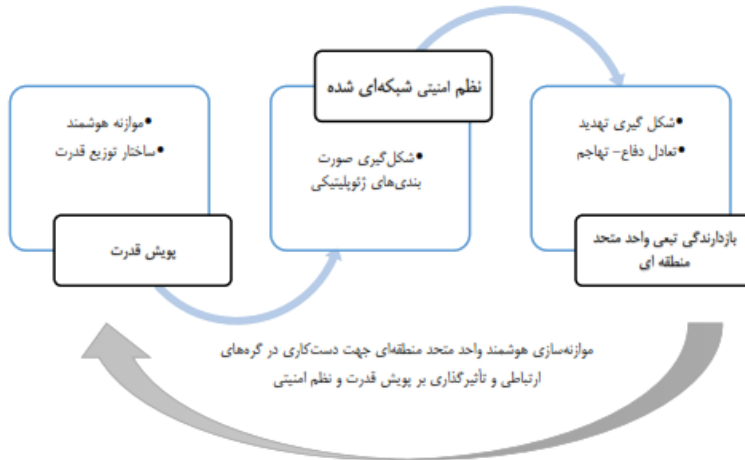 نظم امنیتی شبکه‌ای شده
•شکل گیری تهدید
•تعادل دفاع- تهاجم
بازدارندگی تبعی واحد متحد
منطقه ای
•شکل‌گیری صورت
بندی‌های ژئوپلیتیکی
•موازنه هوشمند
•ساختار توزیع قدرت
پویش قدرت
موازنه‌سازی هوشمند واحد متحد منطقه‌ای جهت دست‌کاری در گره‌های
ارتباطی و تأثیرگذاری بر پویش قدرت و نظم امنیتی